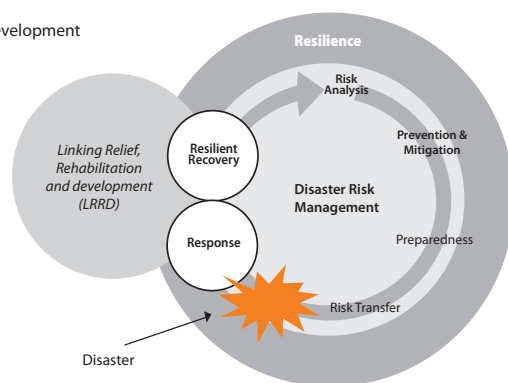 Resilience
Risk
Analysis
Prevention &
Mitigation
Linking Relief,
Rehabilitation
and development
(LRRD)
Resilient
Recovery
Disaster Risk
Management
Response
Preparedness
Risk Transfer
Disaster